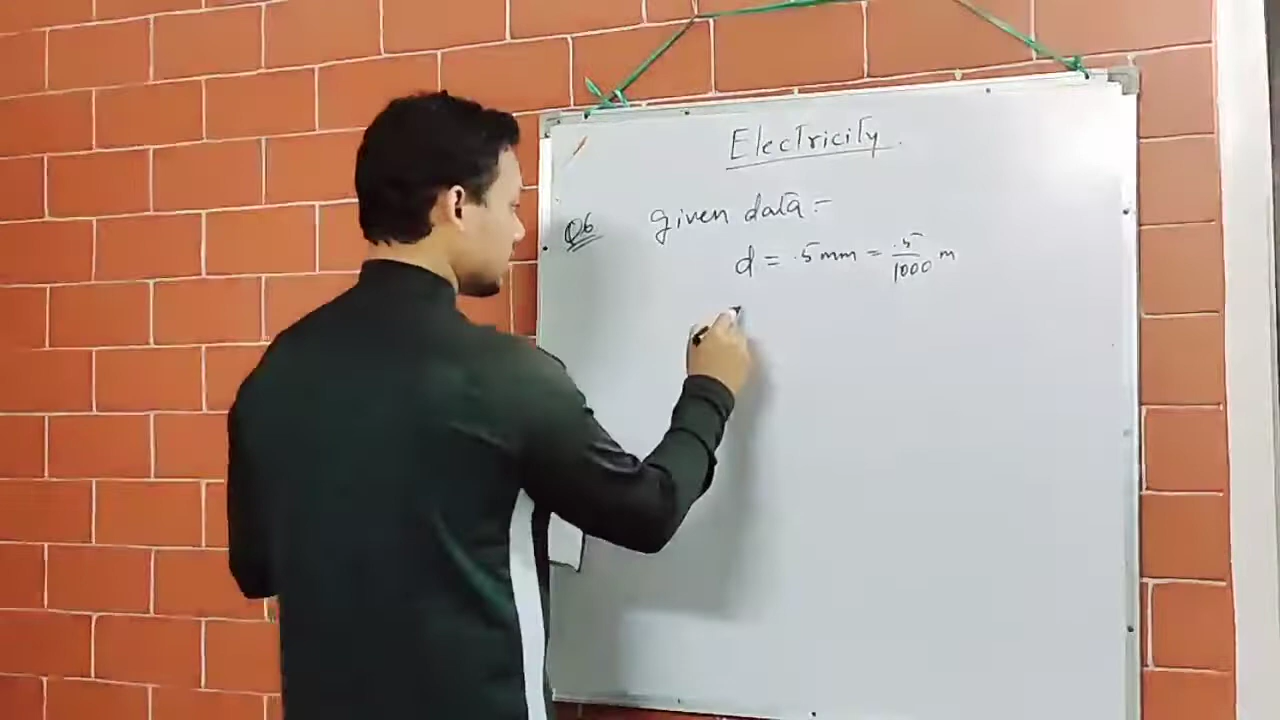 Electricity.
Q6 given data:-
d = .5mm = .5/1000 m